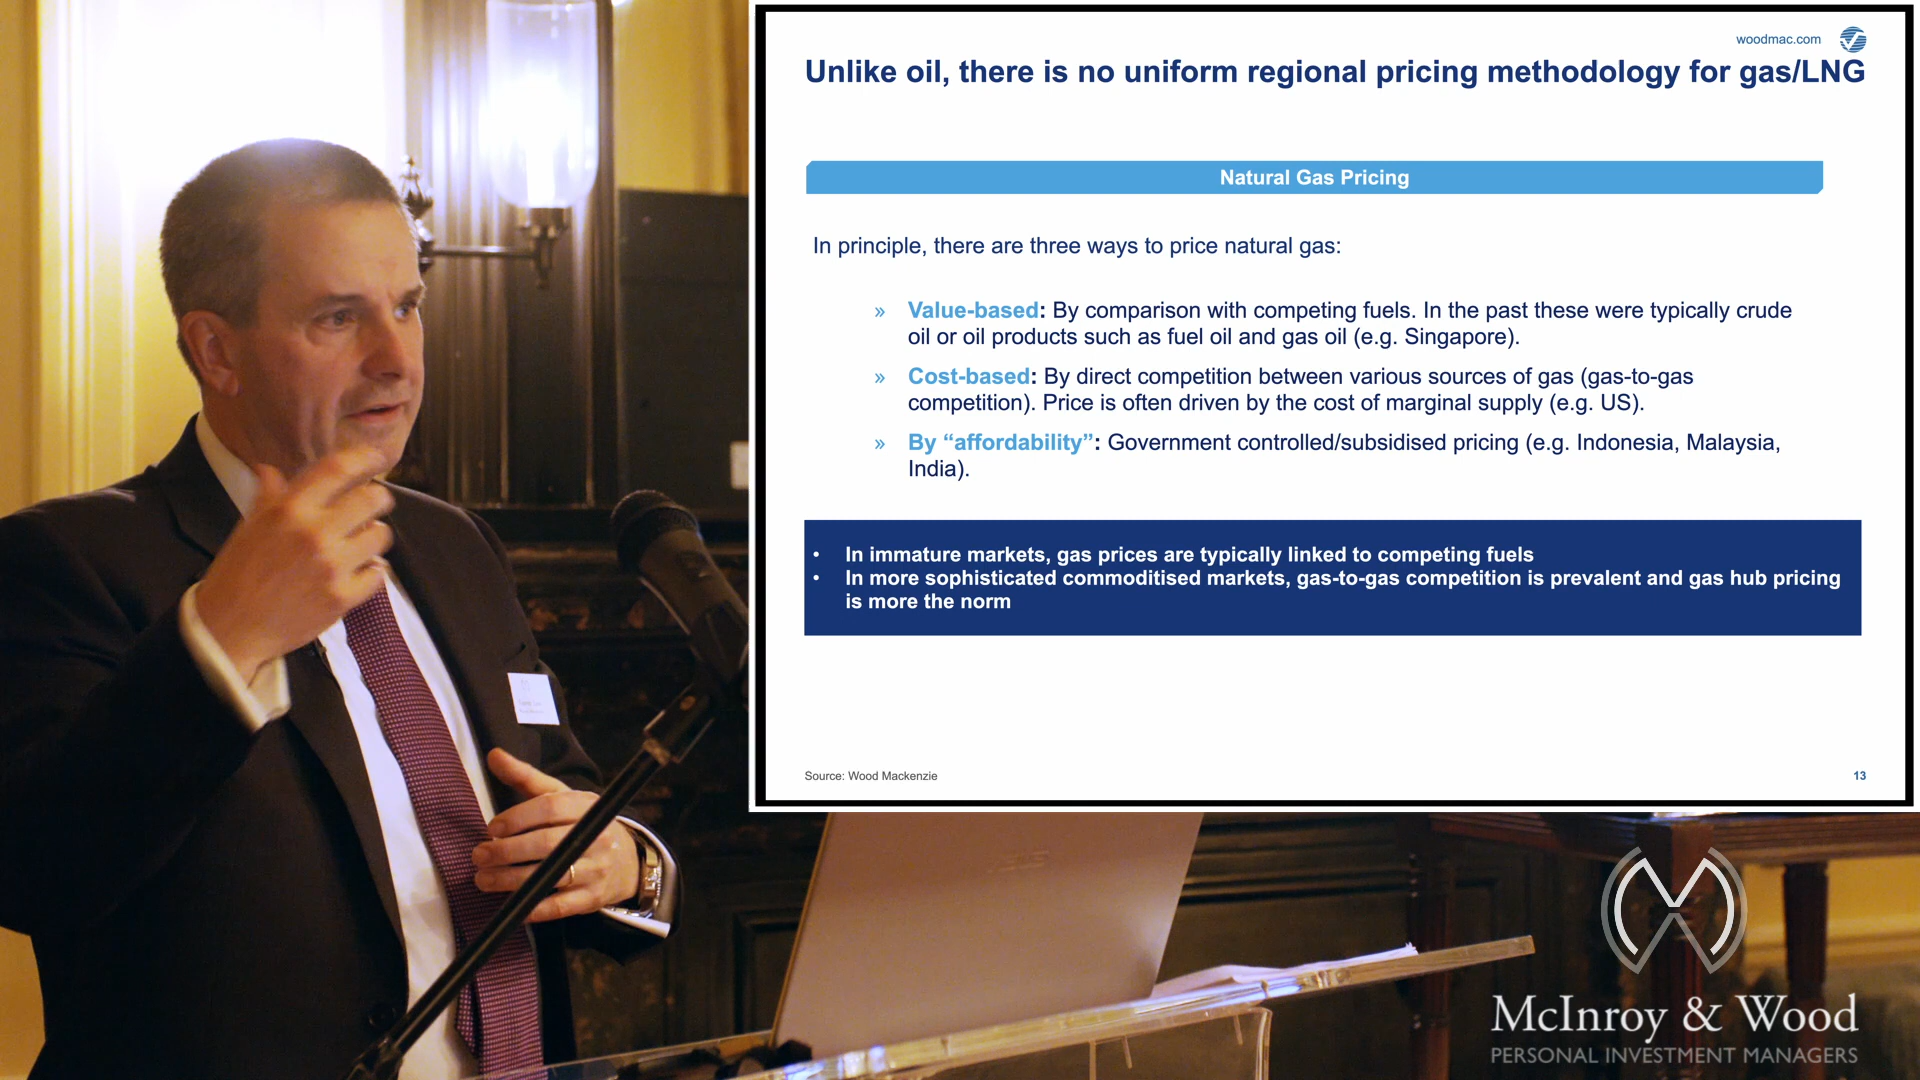 woodmac.com
Unlike oil, there is no uniform regional pricing methodology for gas/LNG
Natural Gas Pricing
In principle, there are three ways to price natural gas:
» Value-based: By comparison with competing fuels. In the past these were typically crude
oil or oil products such as fuel oil and gas oil (e.g. Singapore).
» Cost-based: By direct competition between various sources of gas (gas-to-gas
competition). Price is often driven by the cost of marginal supply (e.g. US).
» By “affordability”: Government controlled/subsidised pricing (e.g. Indonesia, Malaysia,
India).
• In immature markets, gas prices are typically linked to competing fuels
• In more sophisticated commoditised markets, gas-to-gas competition is prevalent and gas hub pricing
is more the norm
Source: Wood Mackenzie
13
ASUS
McInroy & Wood
PERSONAL INVESTMENT MANAGERS